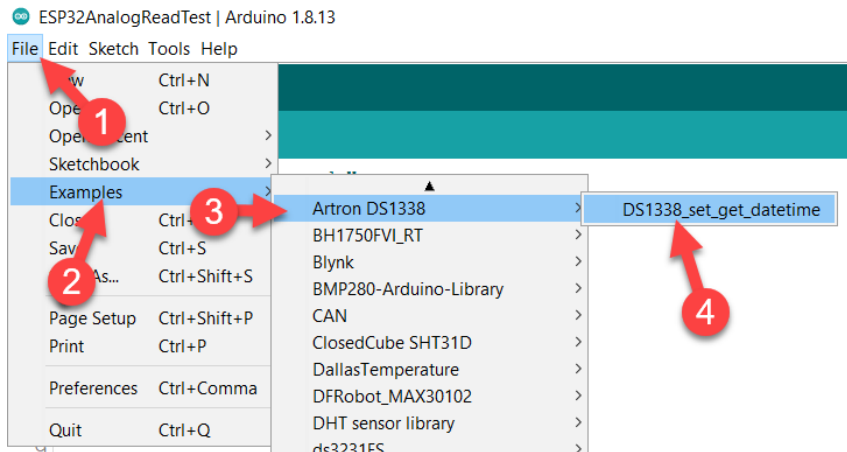 ESP32AnalogReadTest | Arduino 1.8.13
File Edit Sketch Tools Help
Ctrl+N
Ctrl+O
1
Sketchbook
Examples
3
Artron DS1338
DS1338_set_get_datetime
BH1750FVI_RT
Ctrl+S
2
Ctrl+Shift+S
Blynk
BMP280-Arduino-Library
4
Page Setup Ctrl+Shift+P
CAN
Print Ctrl+P
ClosedCube SHT31D
DallasTemperature
Preferences Ctrl+Comma
DFRobot_MAX30102
Quit Ctrl+Q
DHT sensor library
ds3231FS